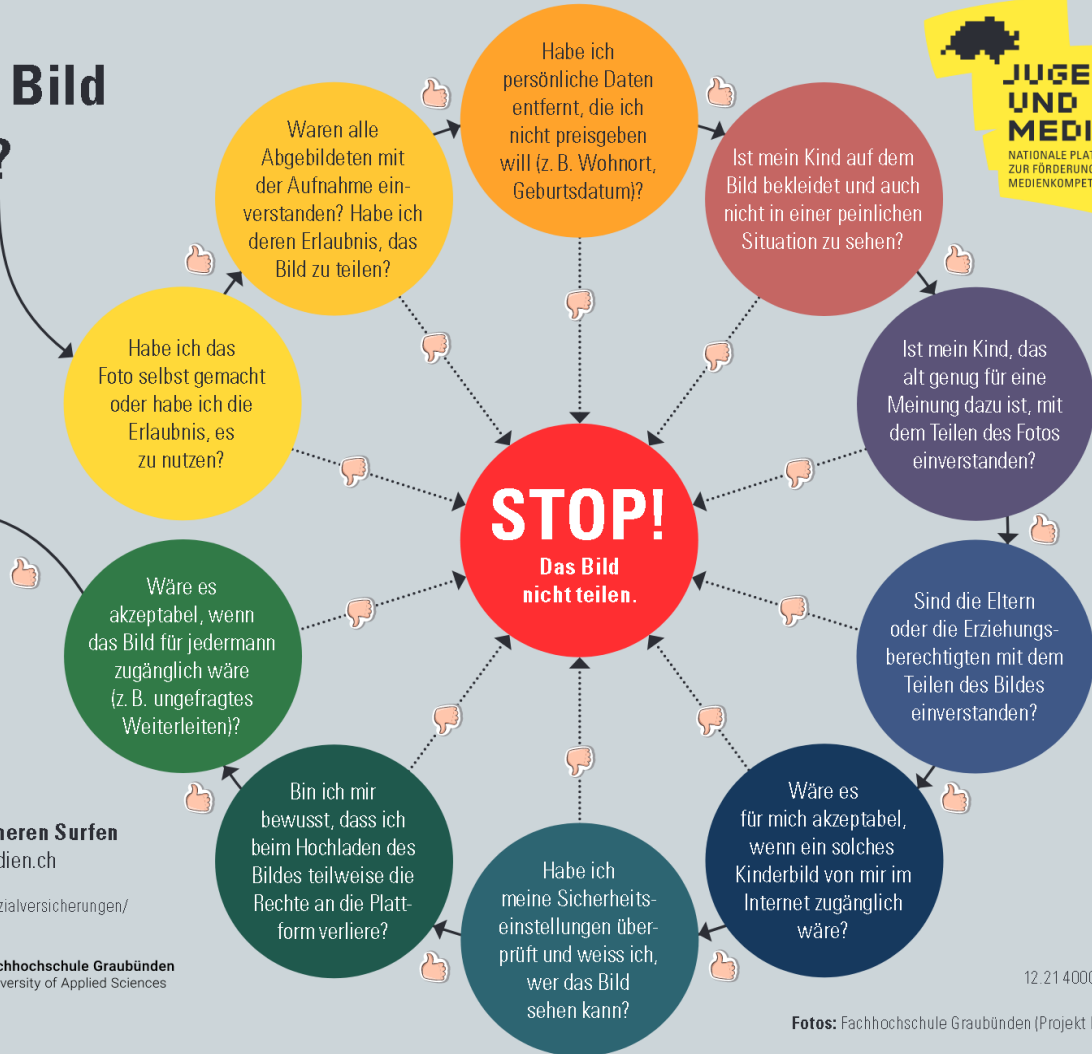 Bild
?
JUGE
UND
MEDI
NATIONALE PLA
ZUR FÖRDERUNG
MEDIENKOMPET
Habe ich das
Foto selbst gemacht
oder habe ich die
Erlaubnis, es
zu nutzen?
Waren alle
Abgebildeten mit
der Aufnahme ein-
verstanden? Habe ich
deren Erlaubnis, das
Bild zu teilen?
Habe ich
persönliche Daten
entfernt, die ich
nicht preisgeben
will (z. B. Wohnort,
Geburtsdatum)?
Ist mein Kind auf dem
Bild bekleidet und auch
nicht in einer peinlichen
Situation zu sehen?
Ist mein Kind, das
alt genug für eine
Meinung dazu ist, mit
dem Teilen des Fotos
einverstanden?
Sind die Eltern
oder die Erziehungs-
berechtigten mit dem
Teilen des Bildes
einverstanden?
Wäre es
für mich akzeptabel,
wenn ein solches
Kinderbild von mir im
Internet zugänglich
wäre?
Habe ich
meine Sicherheits-
einstellungen über-
prüft und weiss ich,
wer das Bild
sehen kann?
Bin ich mir
bewusst, dass ich
beim Hochladen des
Bildes teilweise die
Rechte an die Platt-
form verliere?
Wäre es
akzeptabel, wenn
das Bild für jedermann
zugänglich wäre
(z. B. ungefragtes
Weiterleiten)?
STOP!
Das Bild
nicht teilen.
heren Surfen
dien.ch
zialversicherungen/
chhochschule Graubünden
versity of Applied Sciences
12.21 4000
Fotos: Fachhochschule Graubünden (Projekt